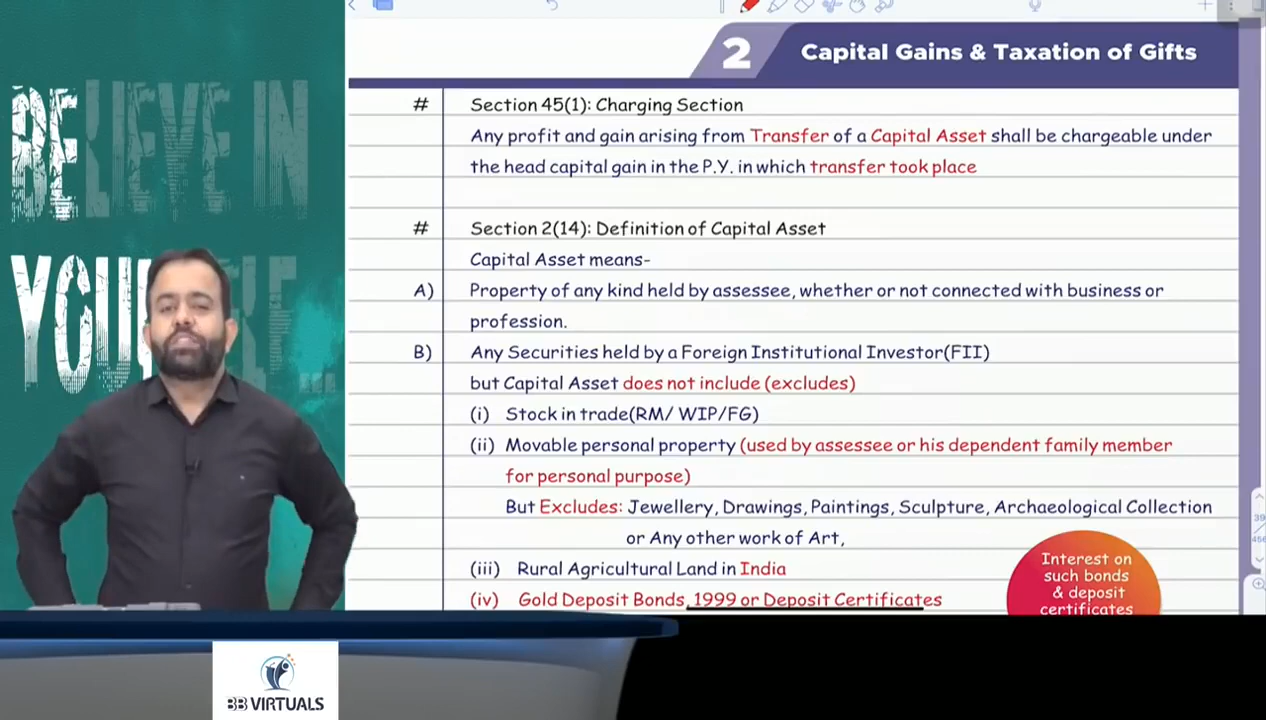 BELIEVE IN
YOU
2
Capital Gains & Taxation of Gifts
# Section 45(1): Charging Section
Any profit and gain arising from Transfer of a Capital Asset shall be chargeable under
the head capital gain in the P.Y. in which transfer took place
# Section 2(14): Definition of Capital Asset
Capital Asset means-
A) Property of any kind held by assessee, whether or not connected with business or
profession.
B) Any Securities held by a Foreign Institutional Investor(FII)
but Capital Asset does not include (excludes)
(i) Stock in trade(RM/ WIP/FG)
(ii) Movable personal property (used by assessee or his dependent family member
for personal purpose)
But Excludes: Jewellery, Drawings, Paintings, Sculpture, Archaeological Collection
or Any other work of Art,
(iii) Rural Agricultural Land in India
(iv) Gold Deposit Bonds, 1999 or Deposit Certificates
Interest on
such bonds
& deposit
certificates
39
456
BB VIRTUALS